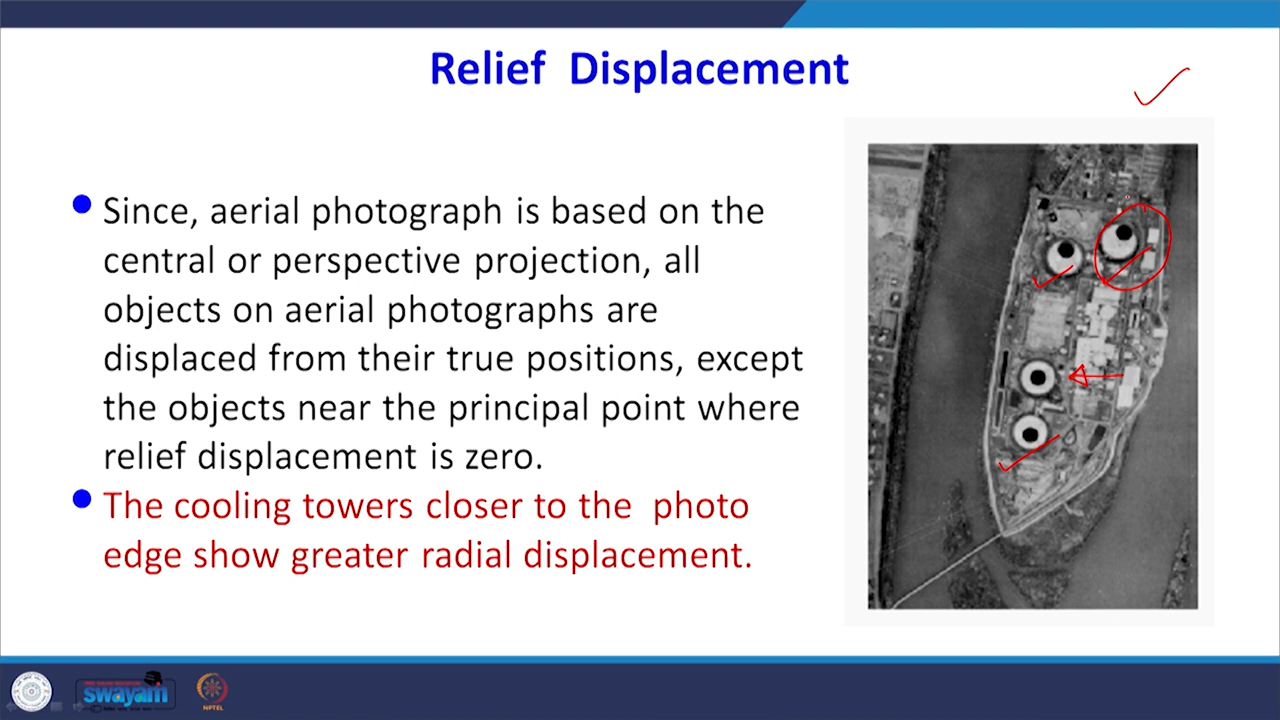 Relief Displacement
Since, aerial photograph is based on the
central or perspective projection, all
objects on aerial photographs are
displaced from their true positions, except
the objects near the principal point where
relief displacement is zero.
The cooling towers closer to the photo
edge show greater radial displacement.
swayam
NPTEL